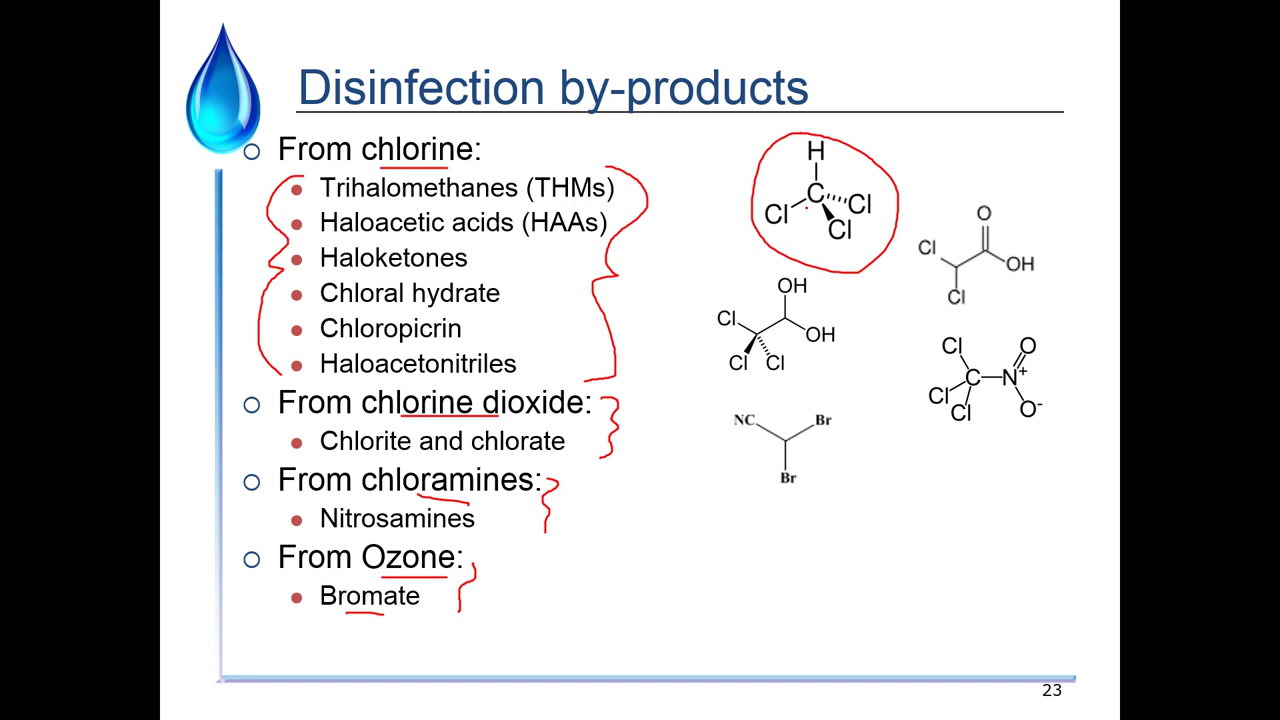 Disinfection by-products
From chlorine:
Trihalomethanes (THMs)
Haloacetic acids (HAAs)
Haloketones
Chloral hydrate
Chloropicrin
Haloacetonitriles
From chlorine dioxide:
Chlorite and chlorate
From chloramines:
Nitrosamines
From Ozone:
Bromate
H
C
Cl
Cl
Cl
O
Cl
OH
Cl
OH
Cl
OH
Cl
Cl
Cl
O
C
N+
Cl
Cl
O-
NC
Br
Br
23